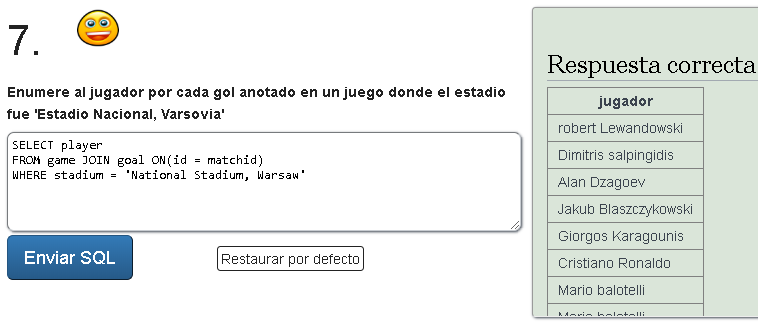 7.
Enumere al jugador por cada gol anotado en un juego donde el estadio
fue 'Estadio Nacional, Varsovia'
SELECT player
FROM game JOIN goal ON(id = matchid)
WHERE stadium = 'National Stadium, Warsaw'
Enviar SQL
Restaurar por defecto
Respuesta correcta
jugador
robert Lewandowski
Dimitris salpingidis
Alan Dzagoev
Jakub Blaszczykowski
Giorgos Karagounis
Cristiano Ronaldo
Mario balotelli
Mario balotelli